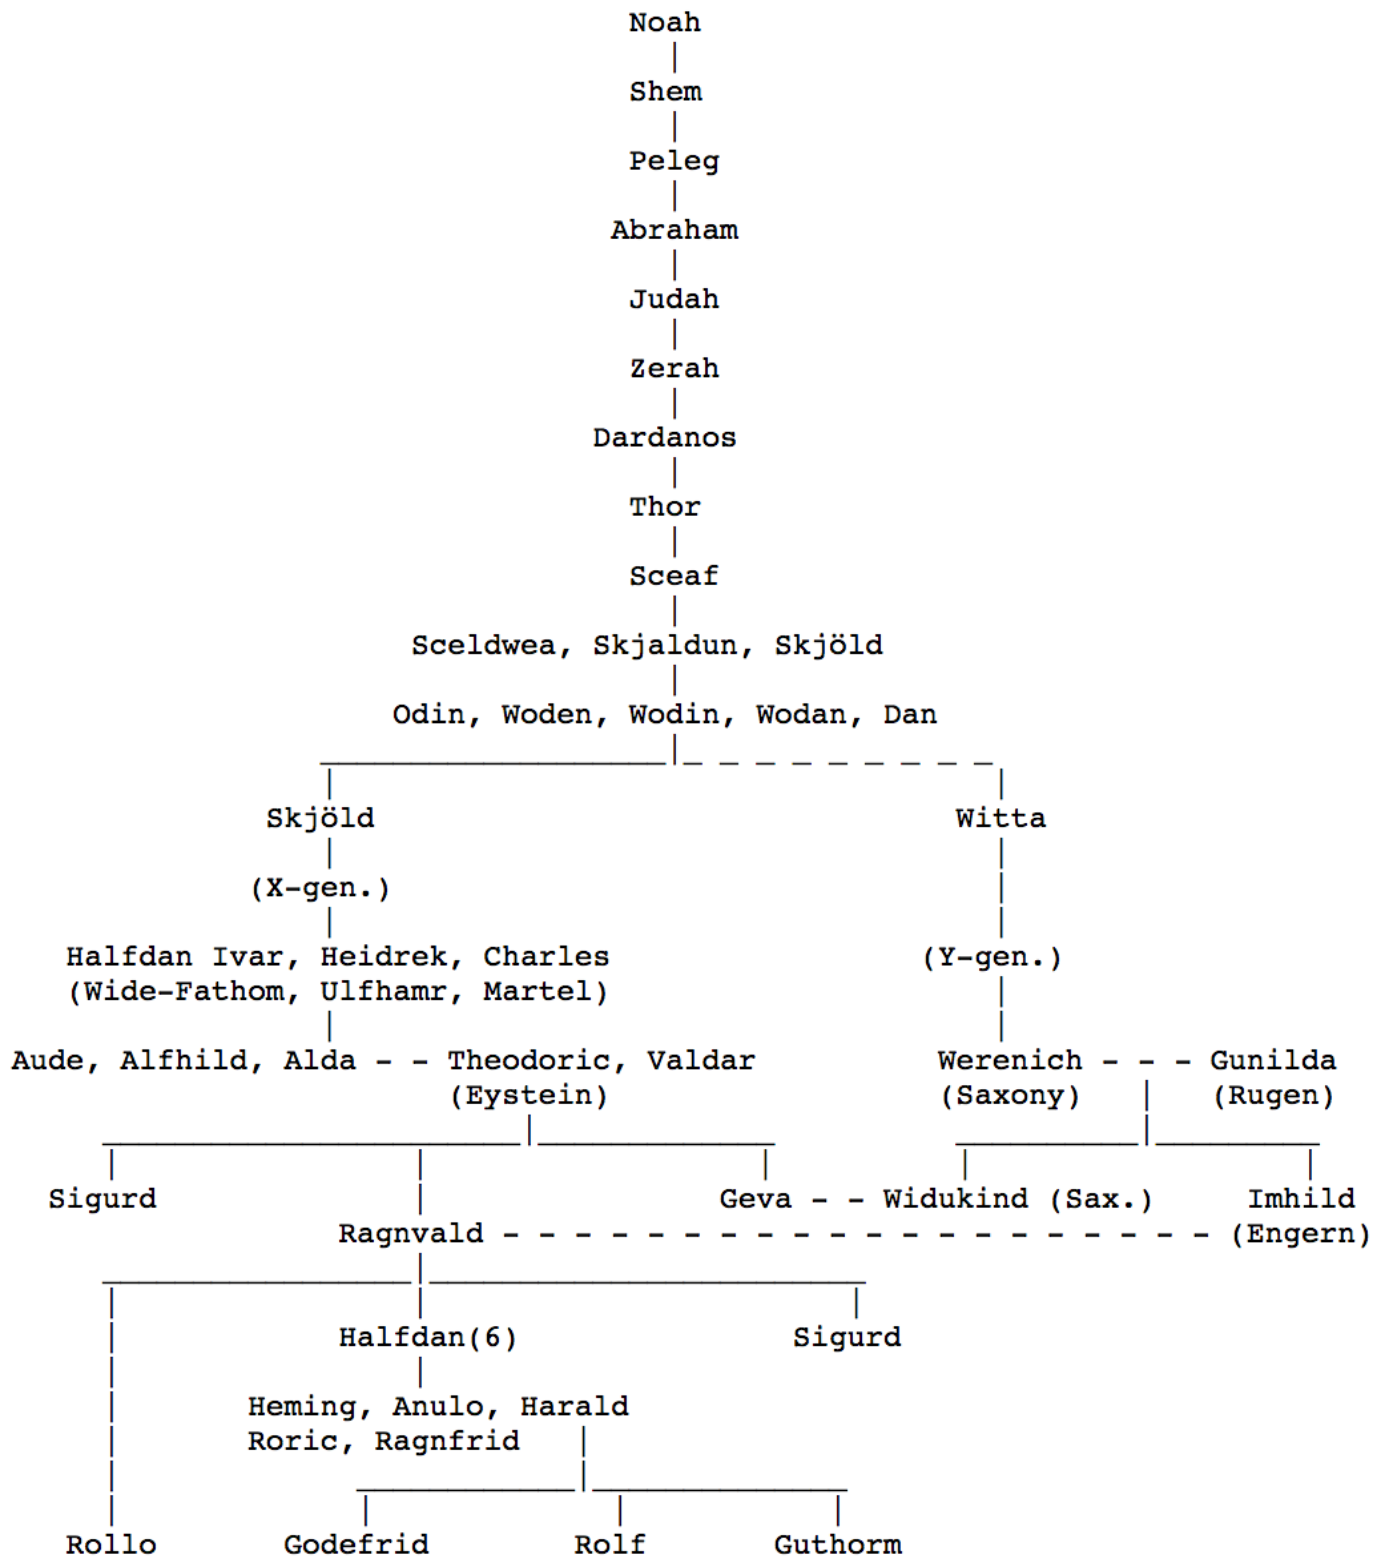 Noah
Shem
Peleg
Abraham
Judah
Zerah
Dardanos
Thor
Sceaf
Sceldwea, Skjaldun, Skjöld
Odin, Woden, Wodin, Wodan, Dan
Skjöld Witta
(X-gen.)
Halfdan Ivar, Heidrek, Charles (Y-gen.)
(Wide-Fathom, Ulfhamr, Martel)
Aude, Alfhild, Alda - - Theodoric, Valdar Werenich - - - Gunilda
(Eystein) (Saxony) (Rugen)
Sigurd Geva - - Widukind (Sax.) Imhild
Ragnvald - - - - - - - - - - - - - - - - - - - - (Engern)
Halfdan(6) Sigurd
Heming, Anulo, Harald
Roric, Ragnfrid
Rollo Godefrid Rolf Guthorm